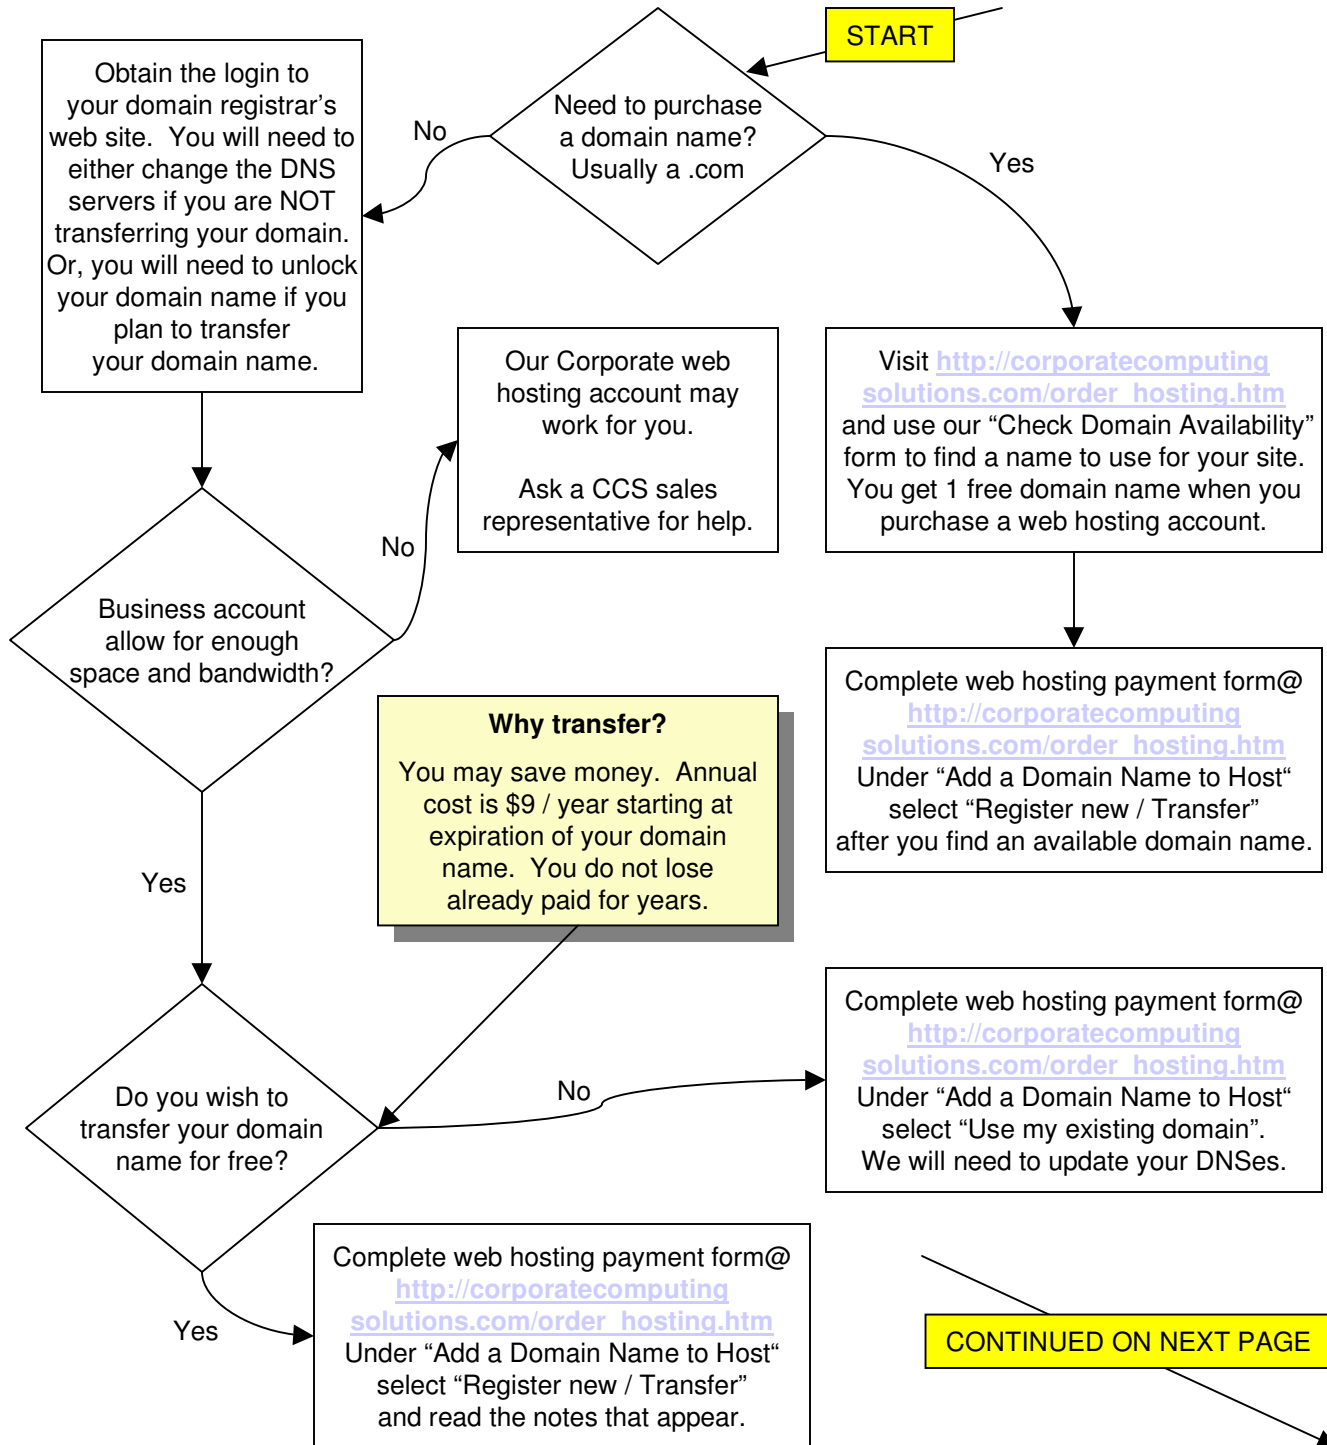 START
Obtain the login to
your domain registrar's
web site.  You will need to
either change the DNS
servers if you are NOT
transferring your domain.
Or, you will need to unlock
your domain name if you
plan to transfer
your domain name.
No
Need to purchase
a domain name?
Usually a .com
Yes
Our Corporate web
hosting account may
work for you.
Ask a CCS sales
representative for help.
Visit http://corporatecomputing
solutions.com/order_hosting.htm
and use our “Check Domain Availability”
form to find a name to use for your site.
You get 1 free domain name when you
purchase a web hosting account.
No
Business account
allow for enough
space and bandwidth?
Complete web hosting payment form@
http://corporatecomputing
solutions.com/order_hosting.htm
Under “Add a Domain Name to Host“
select “Register new / Transfer”
after you find an available domain name.
Why transfer?
You may save money.  Annual
cost is $9 / year starting at
expiration of your domain
name.  You do not lose
already paid for years.
Yes
Do you wish to
transfer your domain
name for free?
No
Complete web hosting payment form@
http://corporatecomputing
solutions.com/order_hosting.htm
Under “Add a Domain Name to Host“
select “Use my existing domain”.
We will need to update your DNSes.
Yes
Complete web hosting payment form@
http://corporatecomputing
solutions.com/order_hosting.htm
Under “Add a Domain Name to Host“
select “Register new / Transfer”
and read the notes that appear.
CONTINUED ON NEXT PAGE